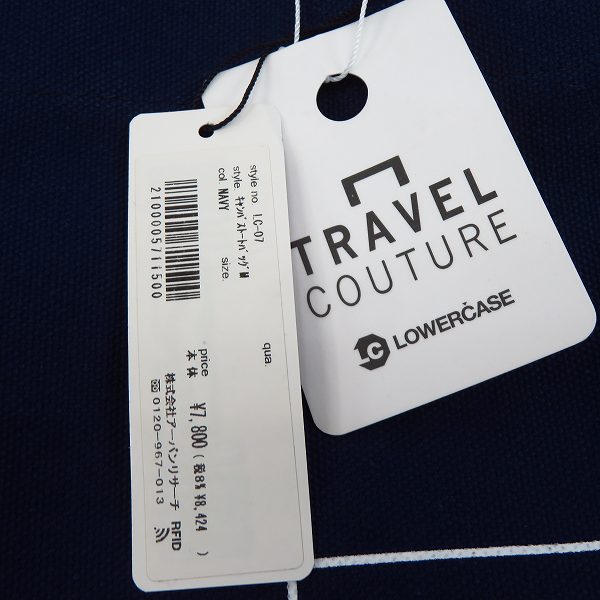 style no. LC-07
style. ｷｬﾝﾊﾞｽﾄｰﾄﾊﾞｯｸﾞM
col. NAVY
size.
2100005711500
qua.
price
本 体 ¥7,800 ( 税8% ¥8,424 )
株式会社アーバンリサーチ
0120-967-013
RFID
TRAVEL
COUTURE
LC LOWERCASE